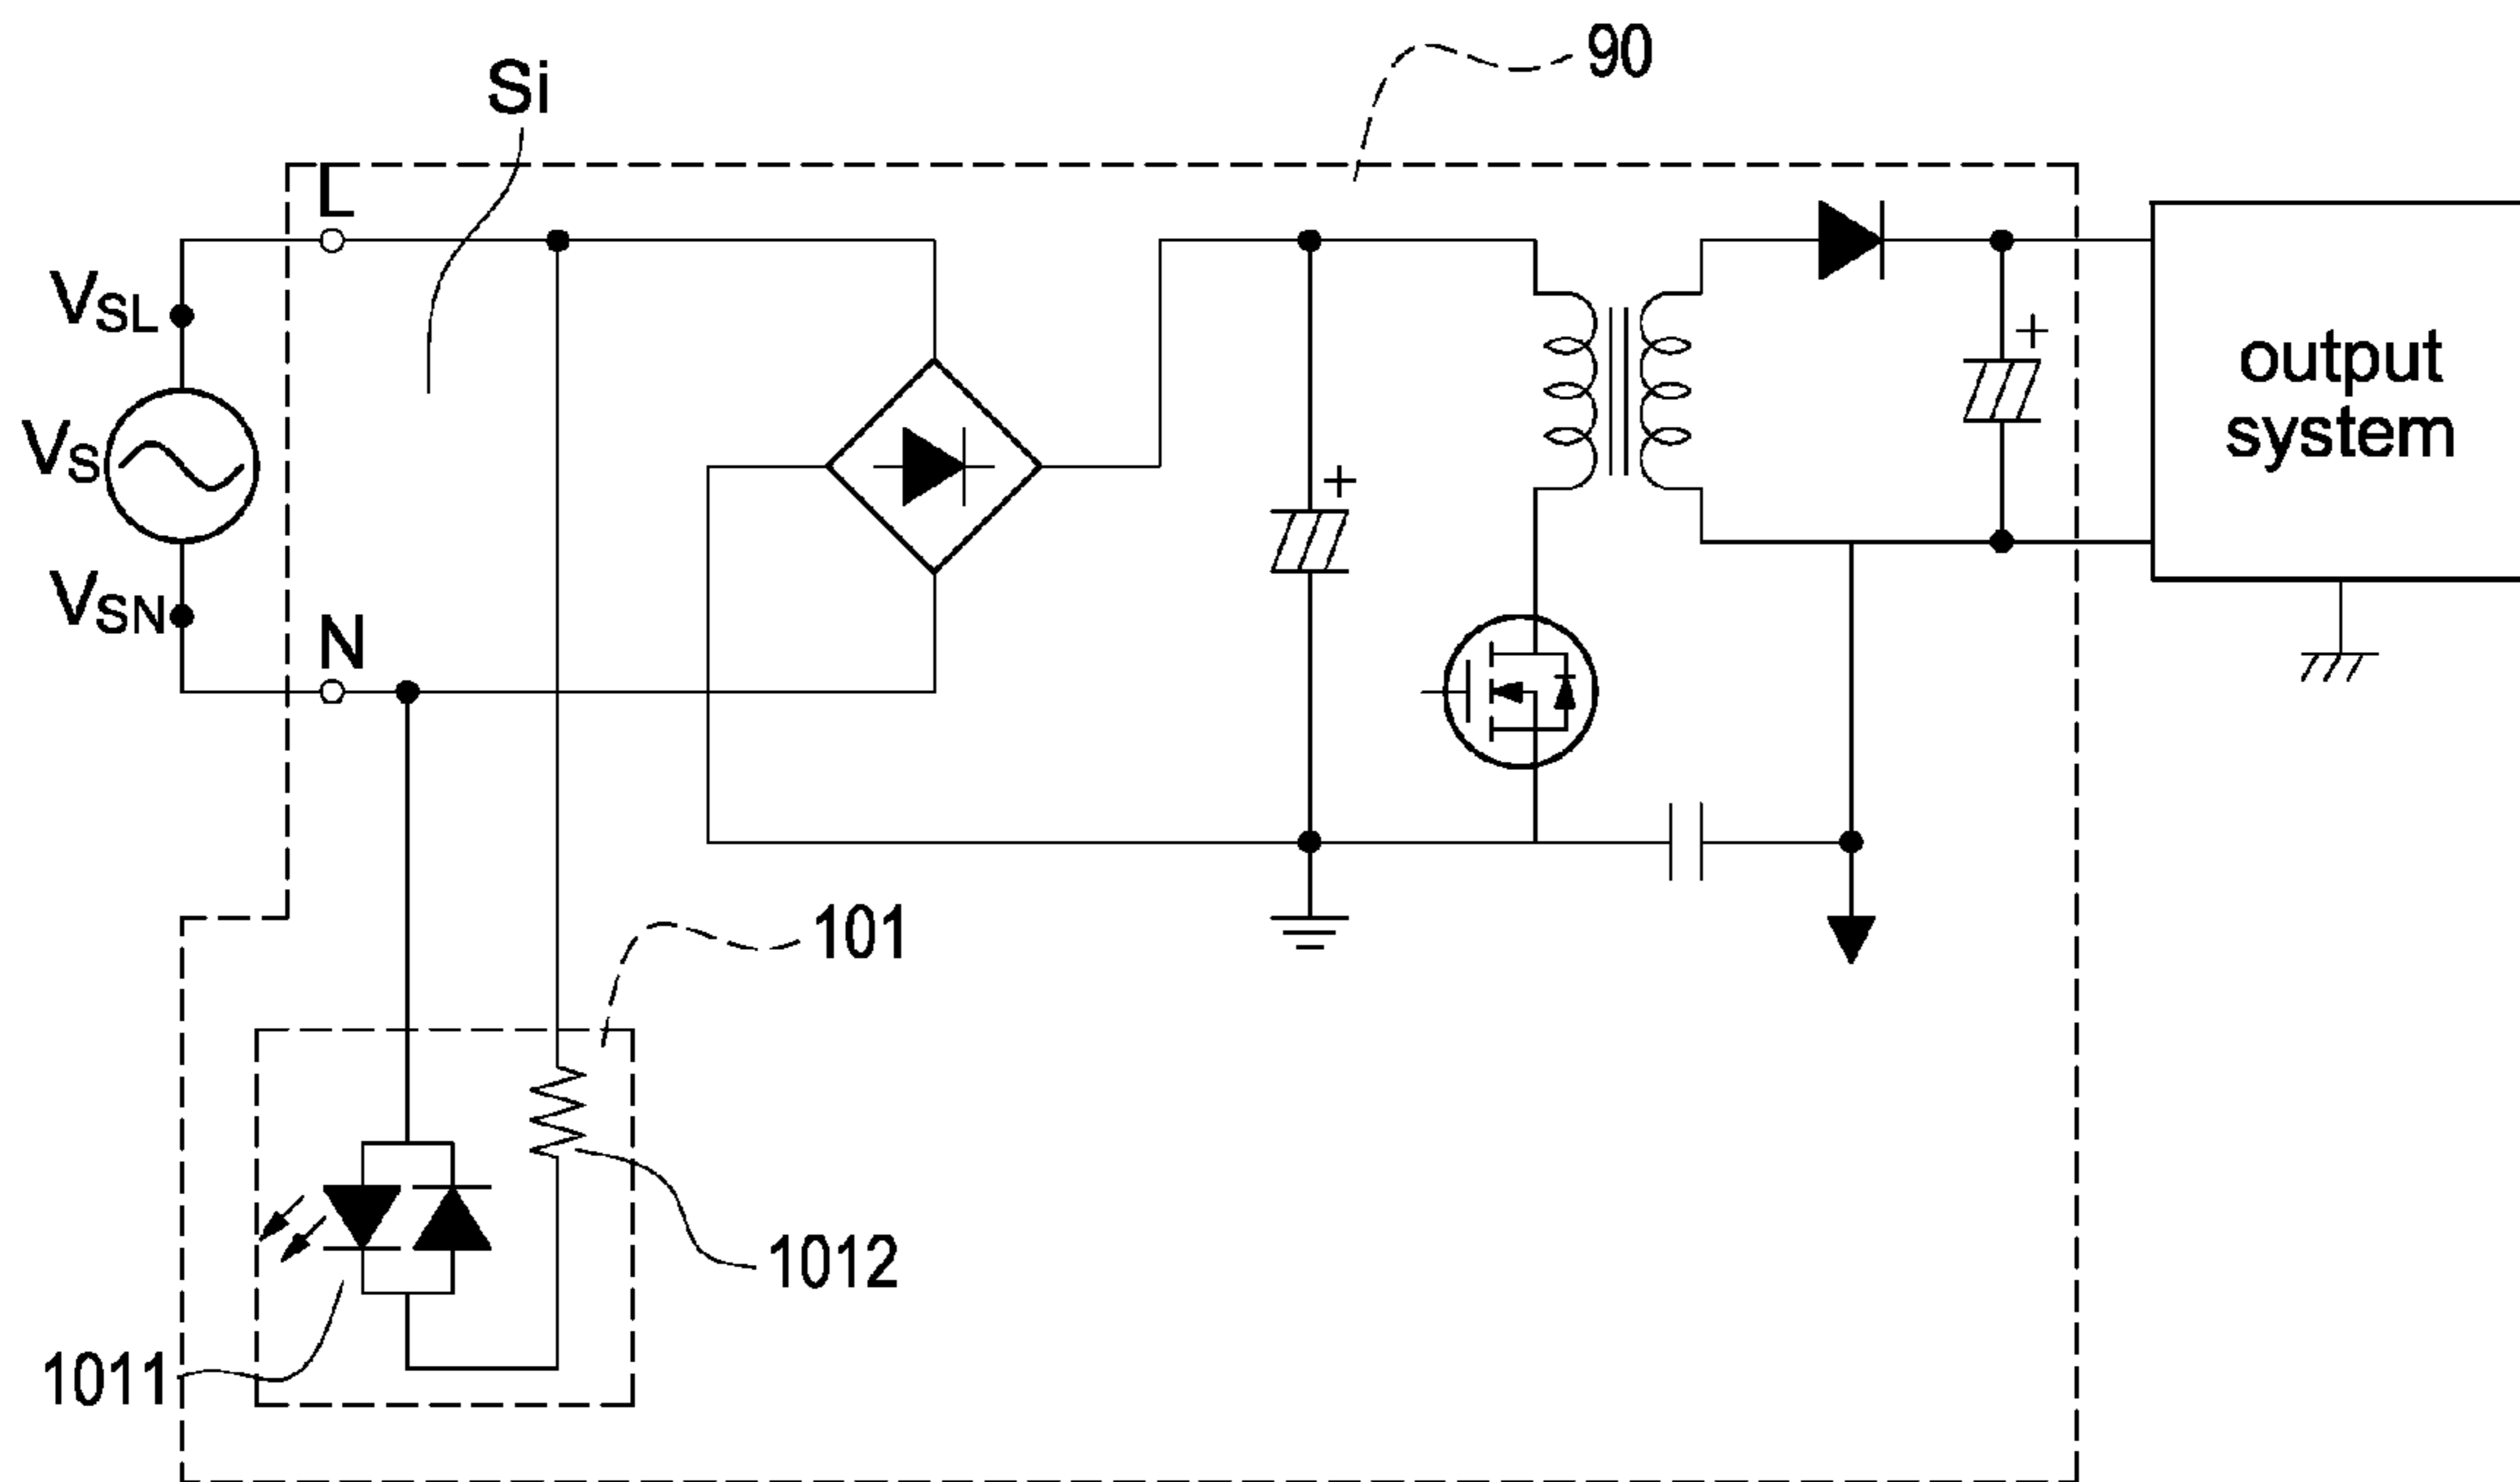 90
Si
L
VSL
VS
output
system
+
+
VSN
N
101
1012
1011